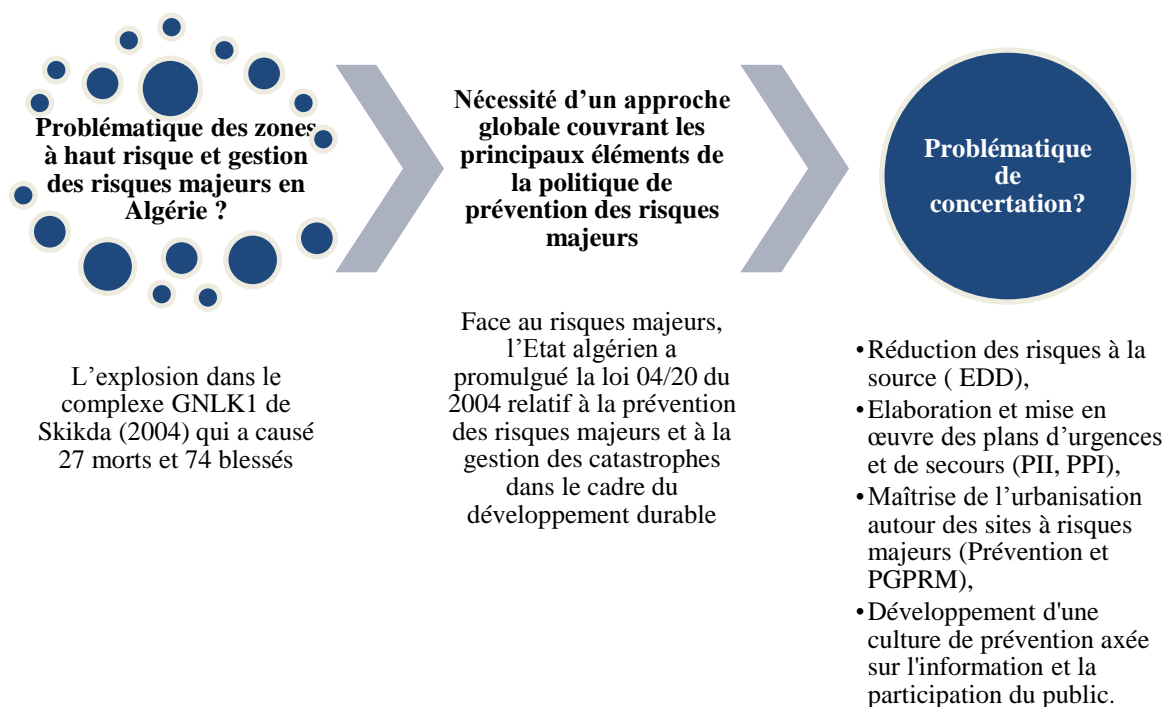 Problématique des zones
à haut risque et gestion
des risques majeurs en
Algérie ?
L’explosion dans le
complexe GNLK1 de
Skikda (2004) qui a causé
27 morts et 74 blessés
Nécessité d’un approche
globale couvrant les
principaux éléments de
la politique de
prévention des risques
majeurs
Face au risques majeurs,
l’Etat algérien a
promulgué la loi 04/20 du
2004 relatif à la prévention
des risques majeurs et à la
gestion des catastrophes
dans le cadre du
développement durable
Problématique
de
concertation?
•Réduction des risques à la
source ( EDD),
•Elaboration et mise en
œuvre des plans d’urgences
et de secours (PII, PPI),
•Maîtrise de l’urbanisation
autour des sites à risques
majeurs (Prévention et
PGPRM),
•Développement d'une
culture de prévention axée
sur l'information et la
participation du public.